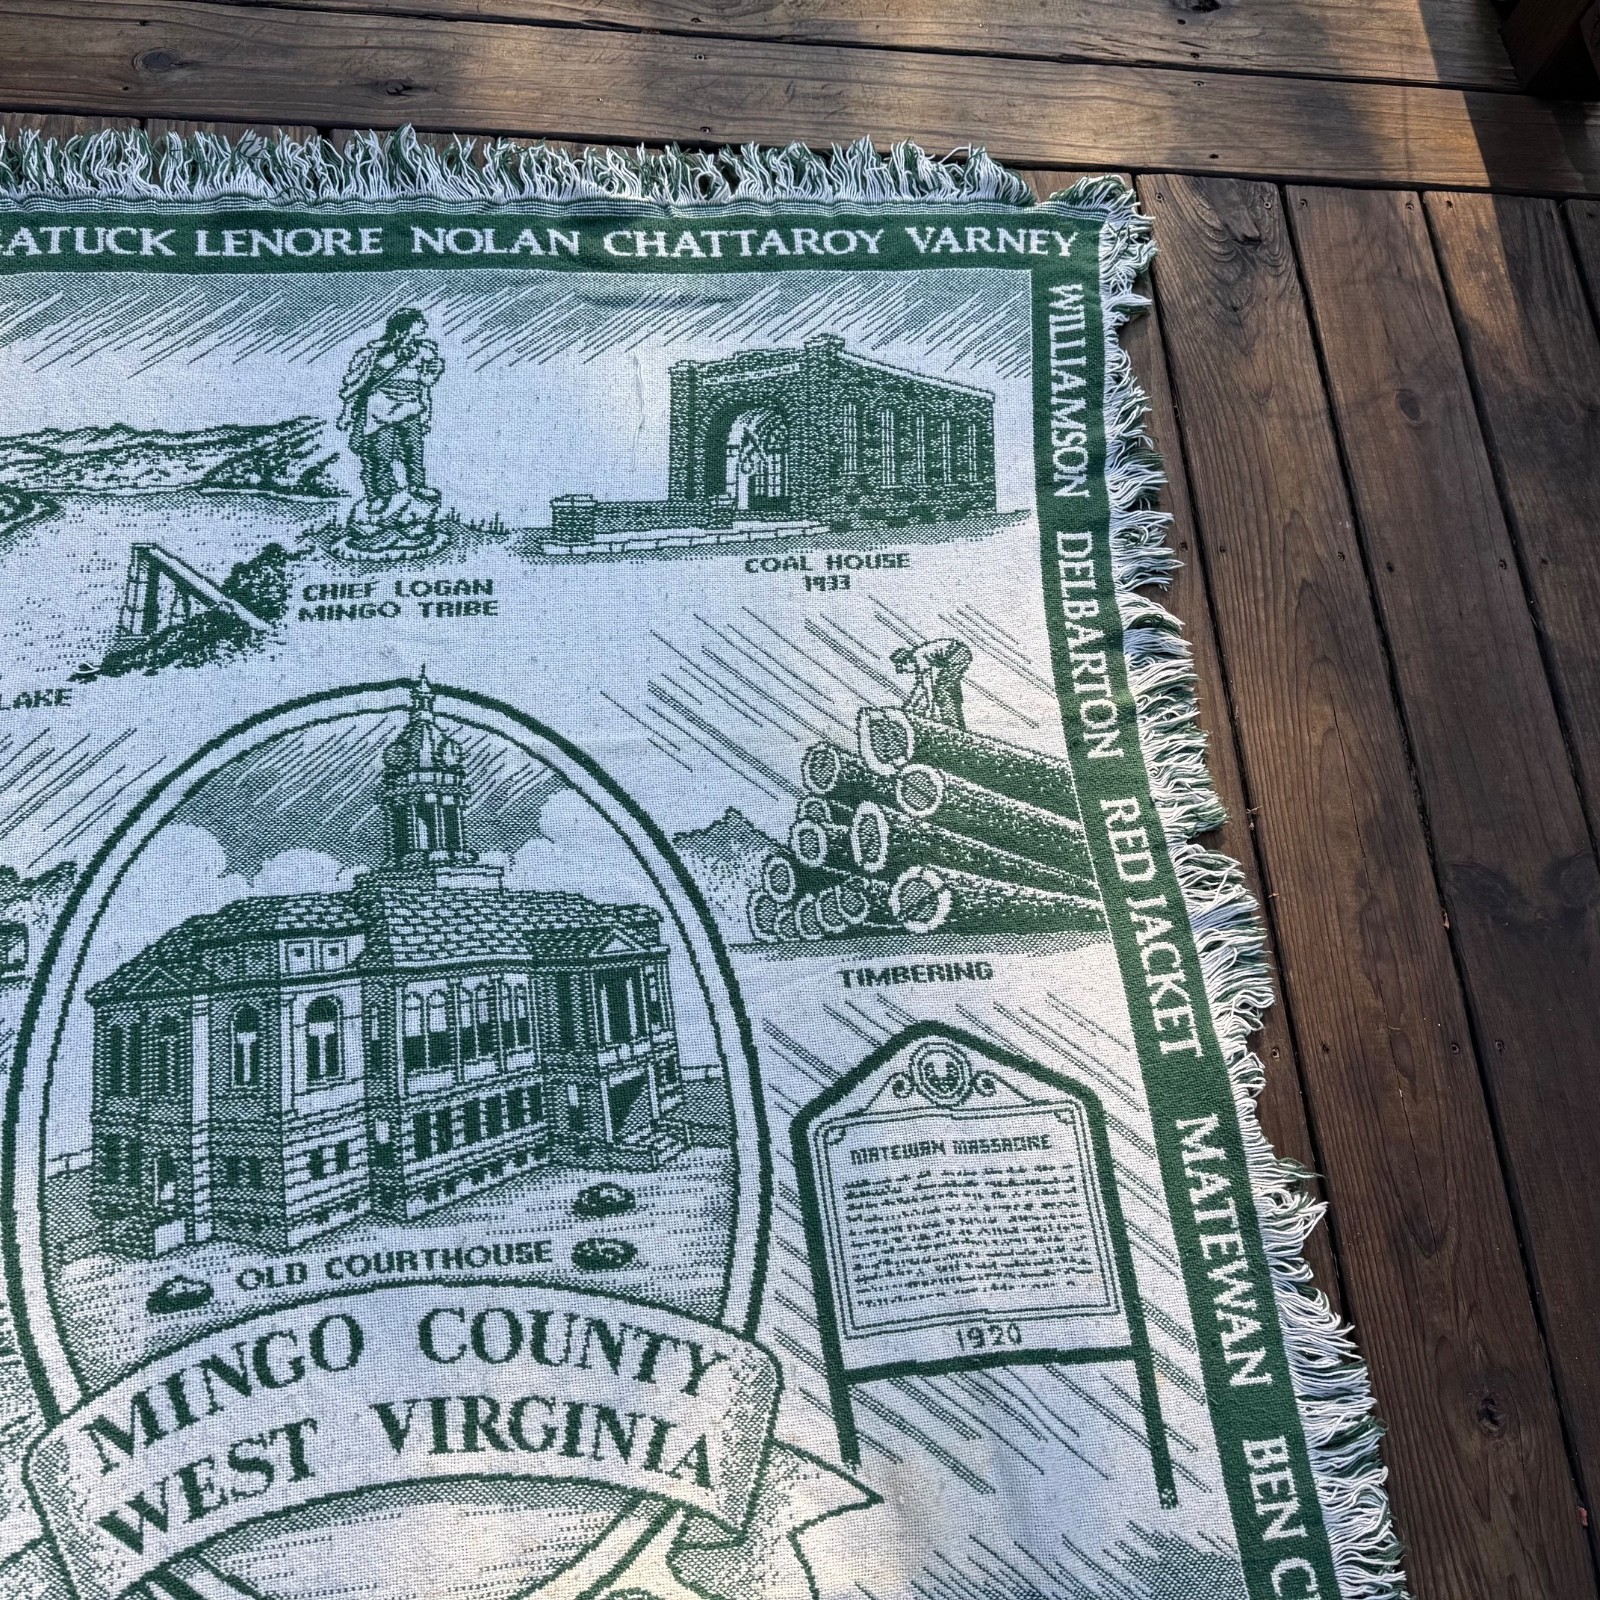 LENORE NOLAN CHATTAROY VARNEY
WILLIAMSON DELBARTON RED JACKET MATEWAN BEN
CHIEF LOGAN
MINGO TRIBE
COAL HOUSE
1933
LAKE
TIMBERING
MATEWAN MASSACRE
1920
OLD COURTHOUSE
MINGO COUNTY
WEST VIRGINIA